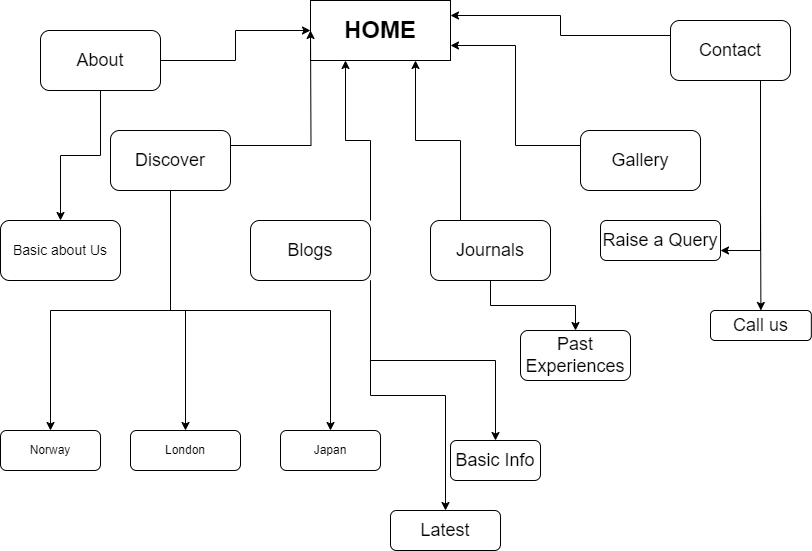 HOME
About
Contact
Discover
Gallery
Basic about Us
Blogs
Journals
Raise a Query
Call us
Past
Experiences
Norway
London
Japan
Basic Info
Latest